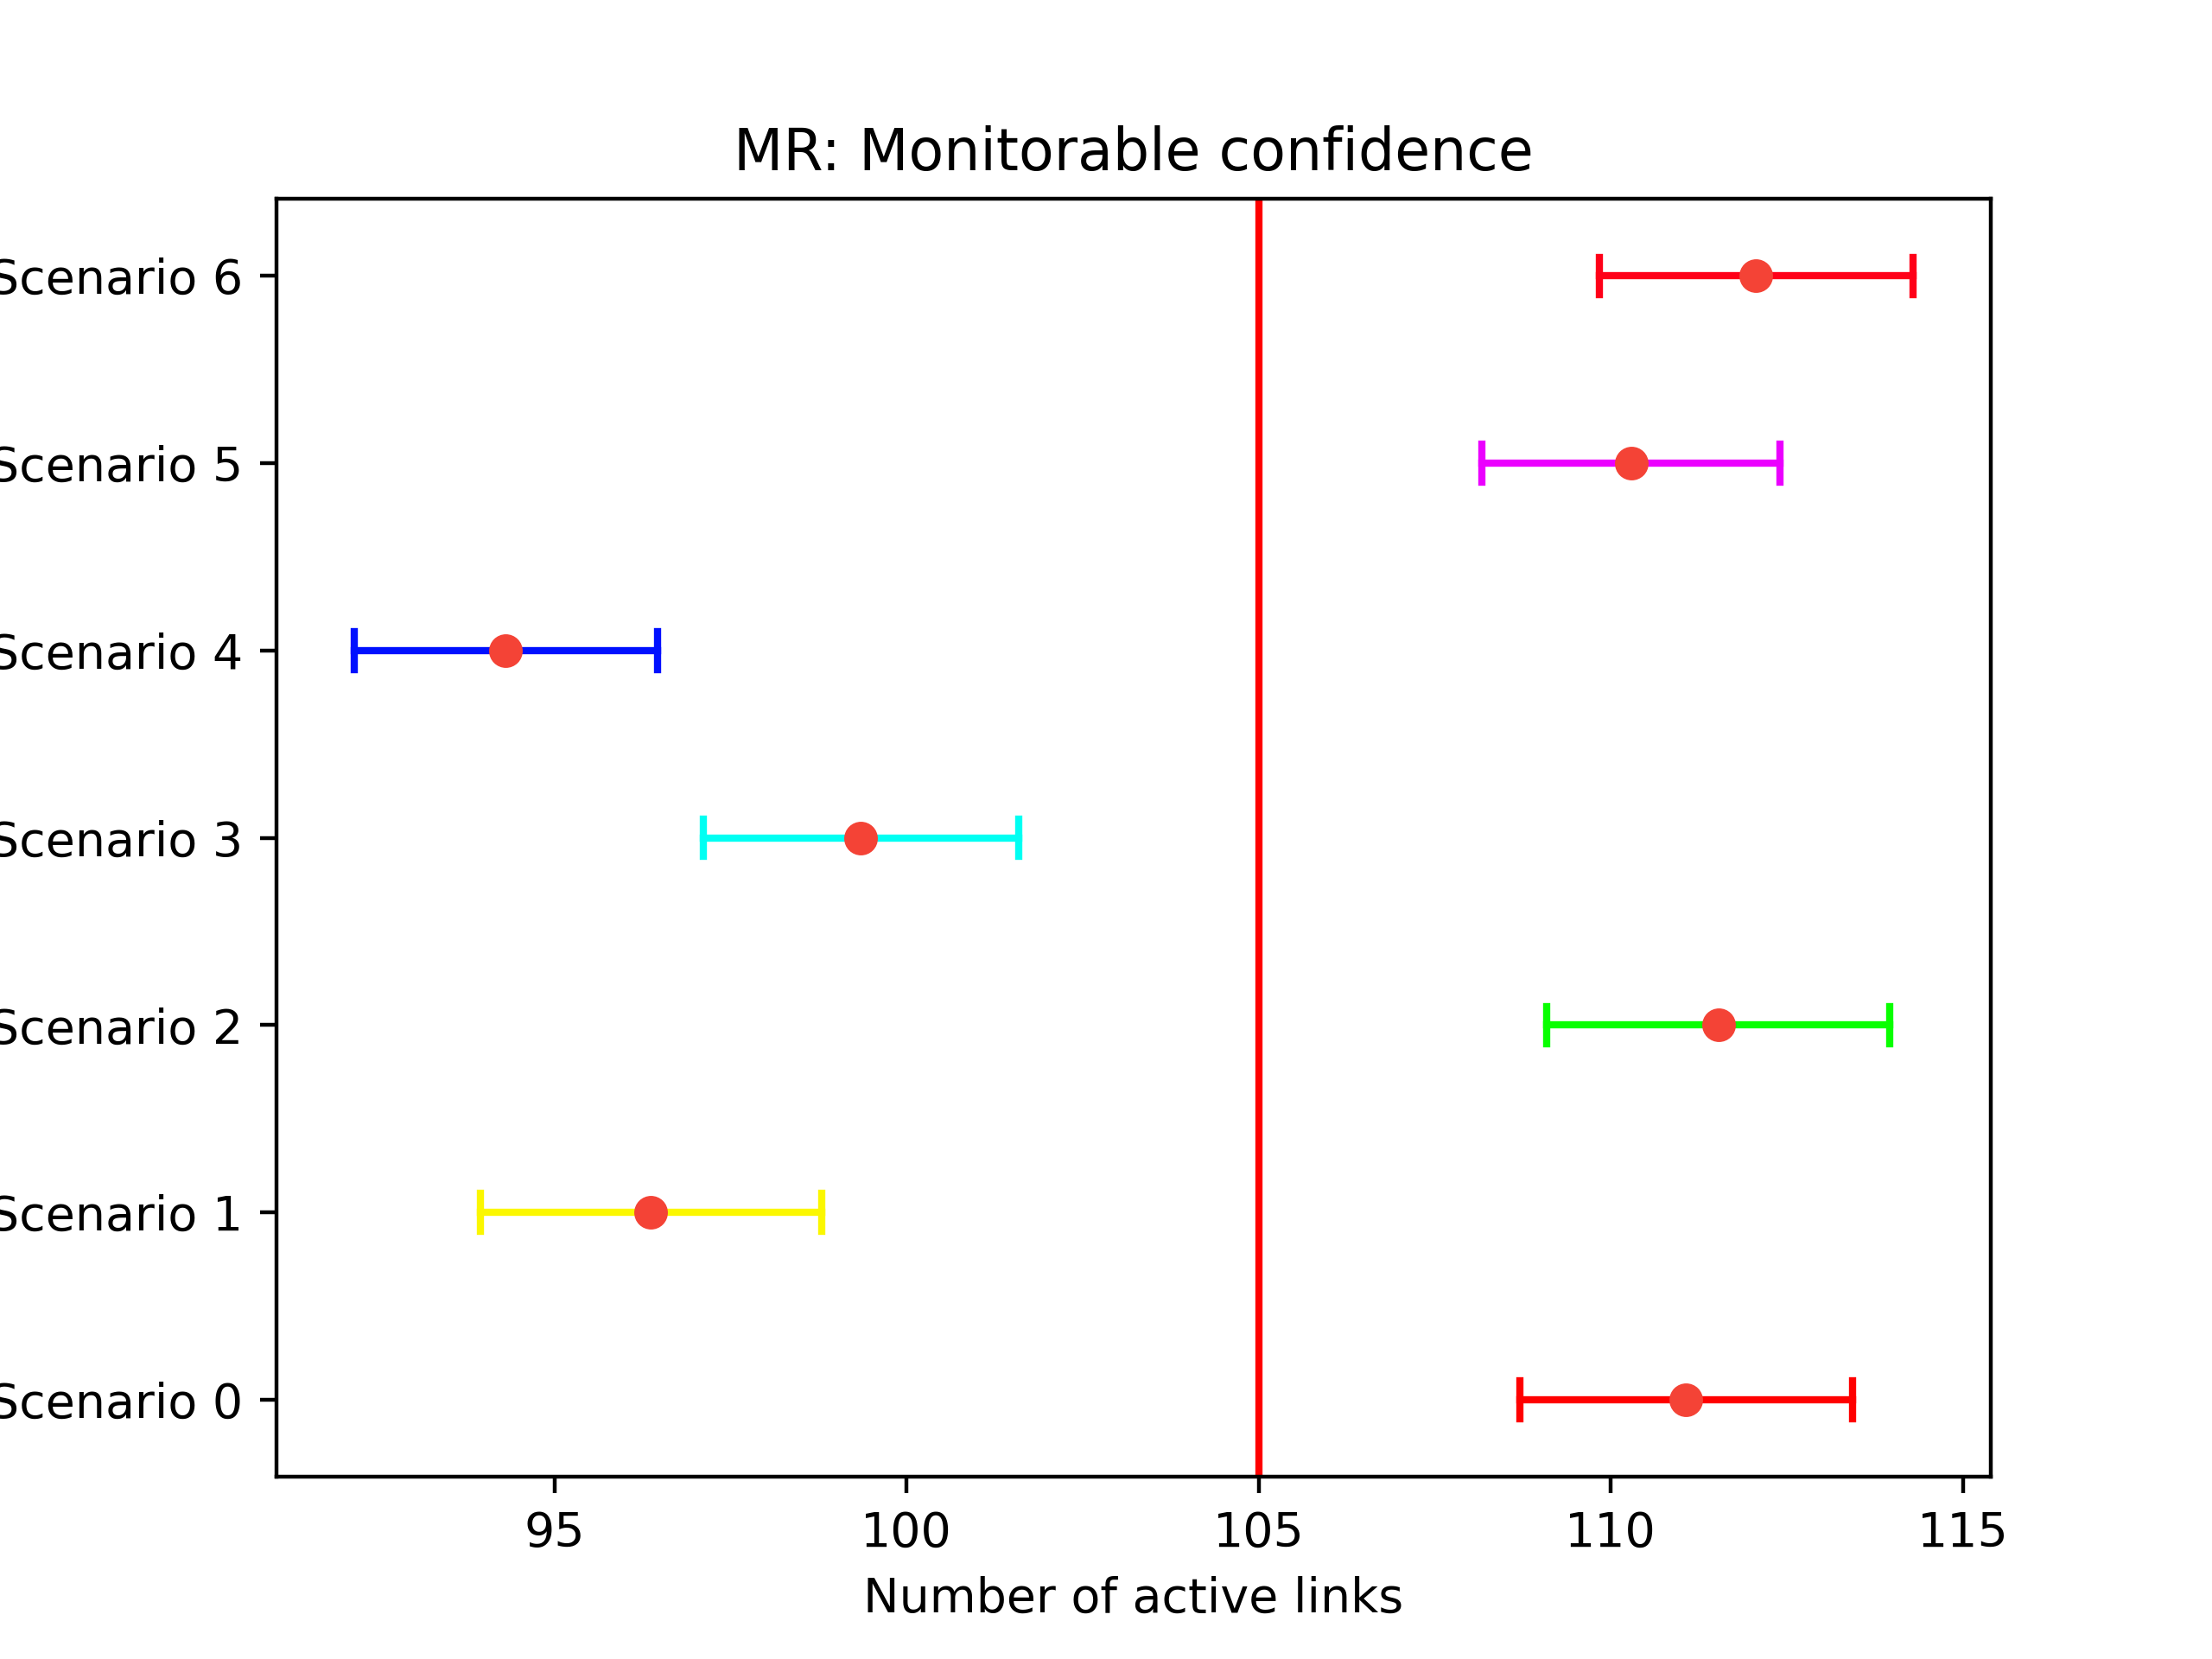 MR: Monitorable confidence
Scenario 6
Scenario 5
Scenario 4
Scenario 3
Scenario 2
Scenario 1
Scenario 0
95 100 105 110 115
Number of active links